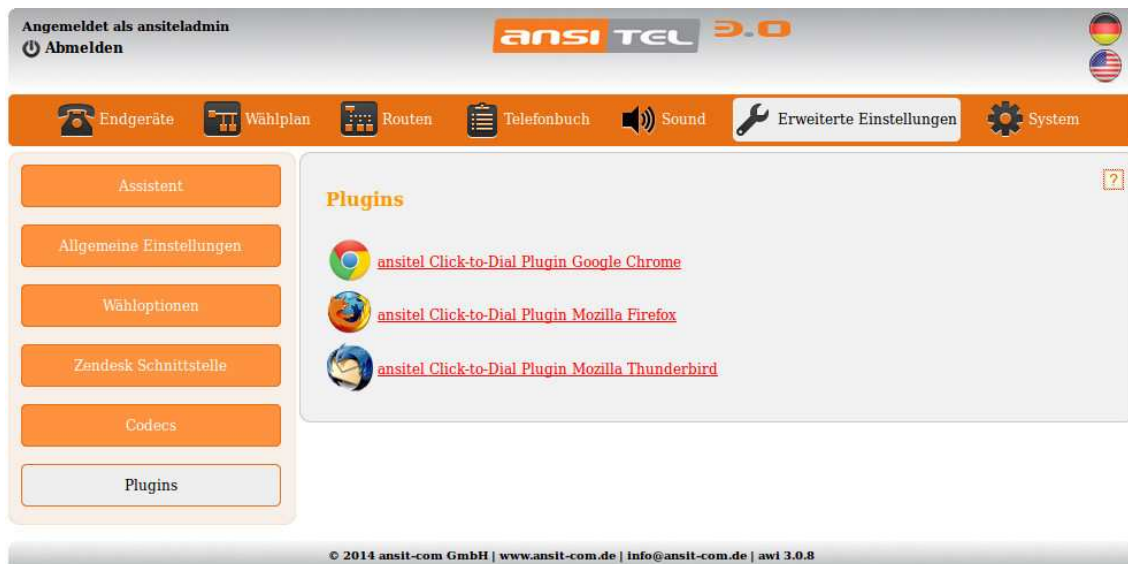 Angemeldet als ansiteladmin
Abmelden
ansiTEL 3.0
Endgeräte Wählplan Routen Telefonbuch Sound Erweiterte Einstellungen System
Assistent
Allgemeine Einstellungen
Wähloptionen
Zendesk Schnittstelle
Codecs
Plugins
Plugins
?
ansitel Click-to-Dial Plugin Google Chrome
ansitel Click-to-Dial Plugin Mozilla Firefox
ansitel Click-to-Dial Plugin Mozilla Thunderbird
© 2014 ansit-com GmbH | www.ansit-com.de | info@ansit-com.de | awi 3.0.8